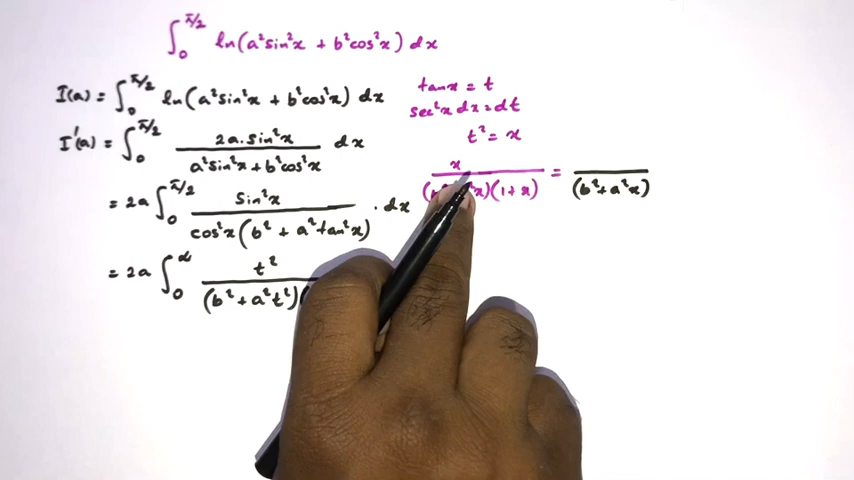 ∫₀^(π/2) ln(a²sin²x + b²cos²x) dx
I(a) = ∫₀^(π/2) ln(a²sin²x + b²cos²x) dx
I'(a) = ∫₀^(π/2) 2a.sin²x / (a²sin²x + b²cos²x) dx
= 2a ∫₀^(π/2) sin²x / (cos²x(b² + a²tan²x)) . dx
= 2a ∫₀^α t² / ((b² + a²t²)(
tanx = t
sec²x dx = dt
t² = x
x / ( x)(1+x) = / (b²+a²x)